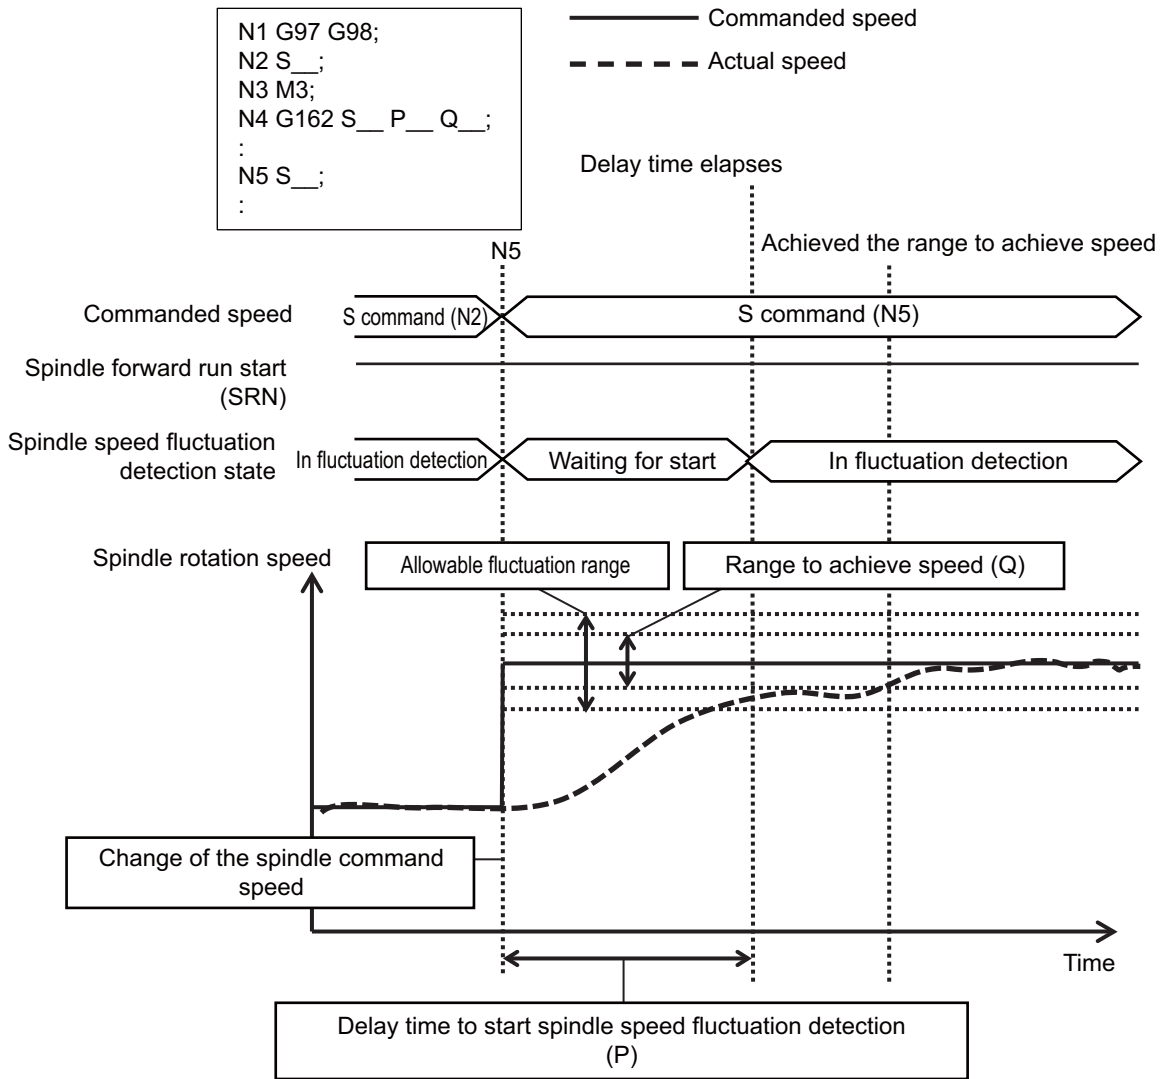 N1 G97 G98;
N2 S__;
N3 M3;
N4 G162 S__ P__ Q__;
:
N5 S__;
:
Commanded speed
Actual speed
Delay time elapses
Achieved the range to achieve speed
N5
Commanded speed
S command (N2)
S command (N5)
Spindle forward run start
(SRN)
Spindle speed fluctuation
detection state
In fluctuation detection
Waiting for start
In fluctuation detection
Spindle rotation speed
Allowable fluctuation range
Range to achieve speed (Q)
Change of the spindle command
speed
Time
Delay time to start spindle speed fluctuation detection
(P)